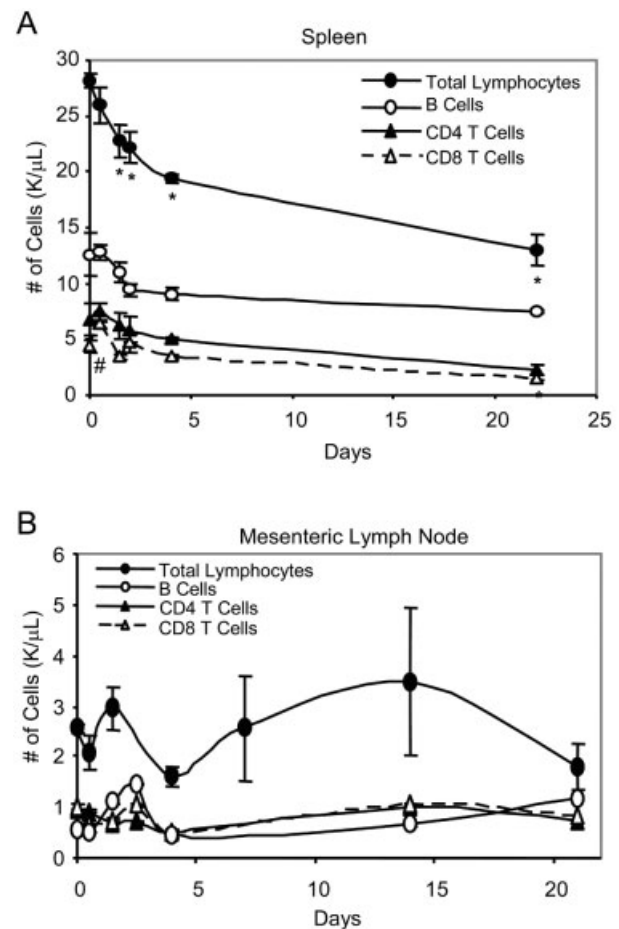 A
Spleen
30
25
20
15
10
5
0
# of Cells (K/μL)
Total Lymphocytes
B Cells
CD4 T Cells
CD8 T Cells
* * *
*
#
*
0 5 10 15 20 25
Days
B
Mesenteric Lymph Node
6
5
4
3
2
1
0
# of Cells (K/μL)
Total Lymphocytes
B Cells
CD4 T Cells
CD8 T Cells
0 5 10 15 20
Days